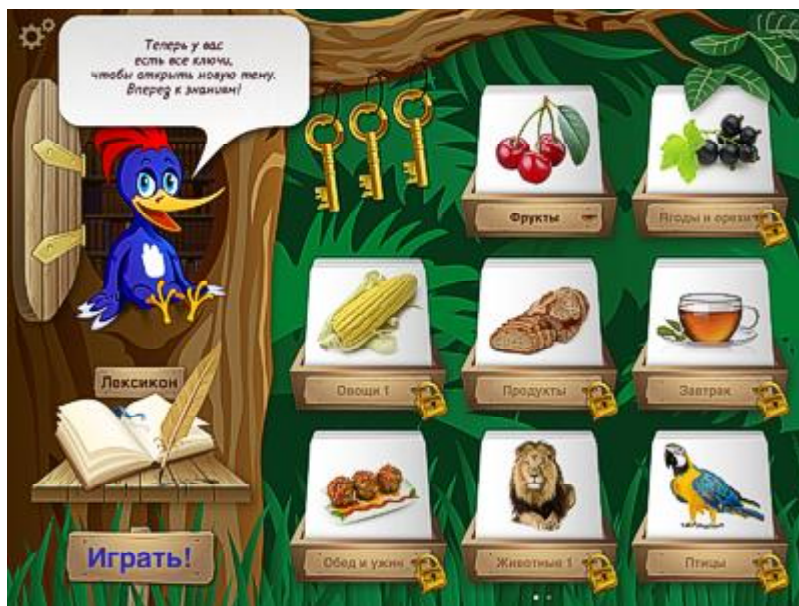 Теперь у вас
есть все ключи,
чтобы открыть новую тему.
Вперед к знаниям!
Фрукты
Ягоды и орехи
Овощи 1
Продукты
Завтрак
Лексикон
Обед и ужин
Животные 1
Птицы
Играть!